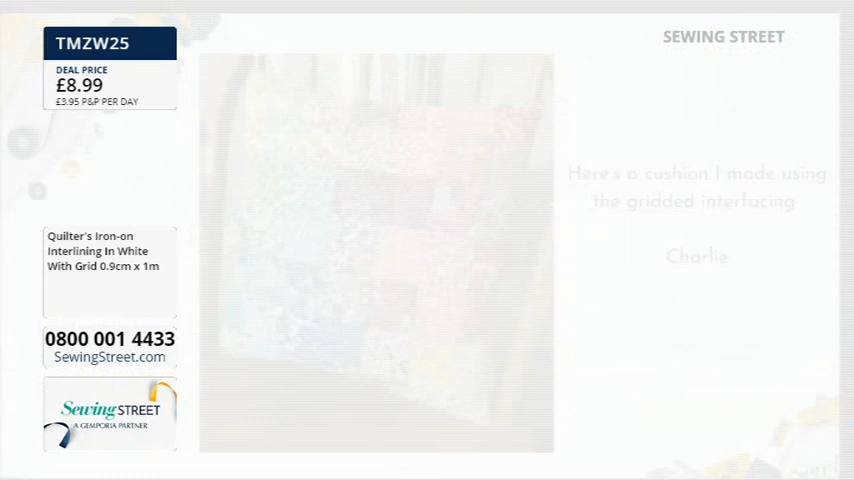 TMZW25
DEAL PRICE
£8.99
£3.95 P&P PER DAY
Quilter's Iron-on
Interlining In White
With Grid 0.9cm x 1m
0800 001 4433
SewingStreet.com
Sewing STREET
A GEMPORIA PARTNER
SEWING STREET
Here's a cushion I made using
the gridded interfacing
Charlie